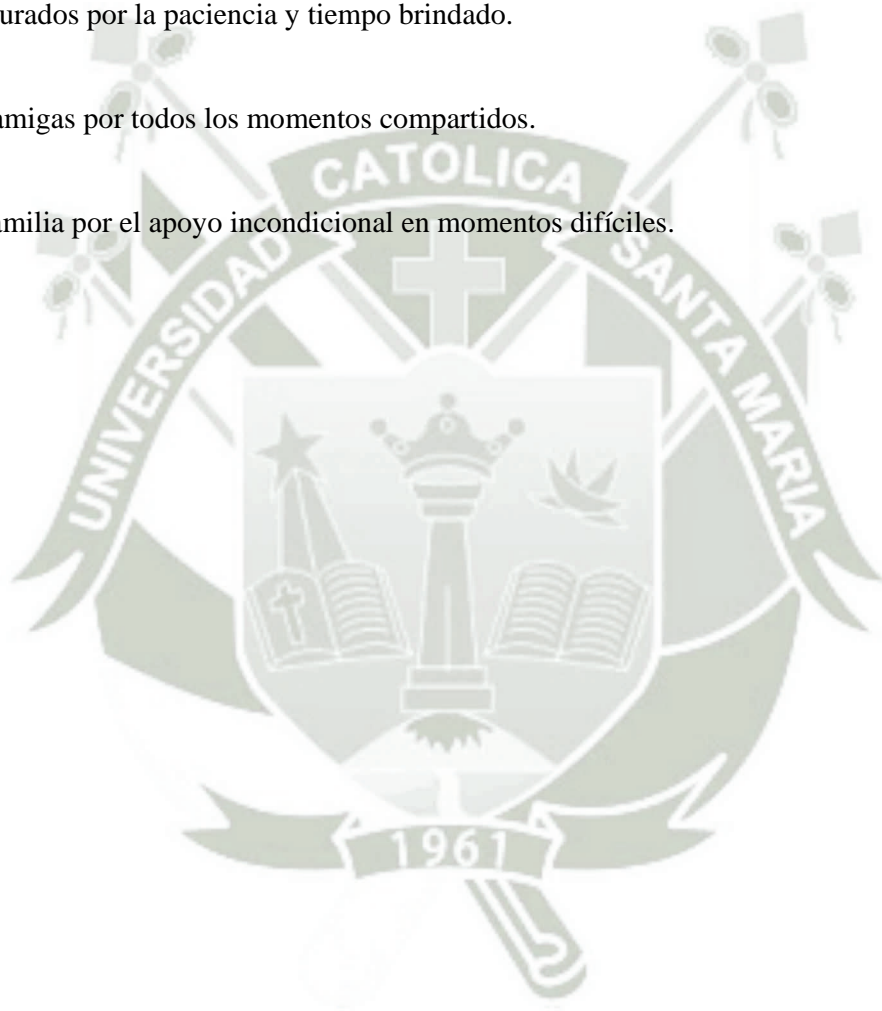 urados por la paciencia y tiempo brindado.
amigas por todos los momentos compartidos.
amilia por el apoyo incondicional en momentos difíciles.
UNIVERSIDAD CATOLICA SANTA MARIA
1961